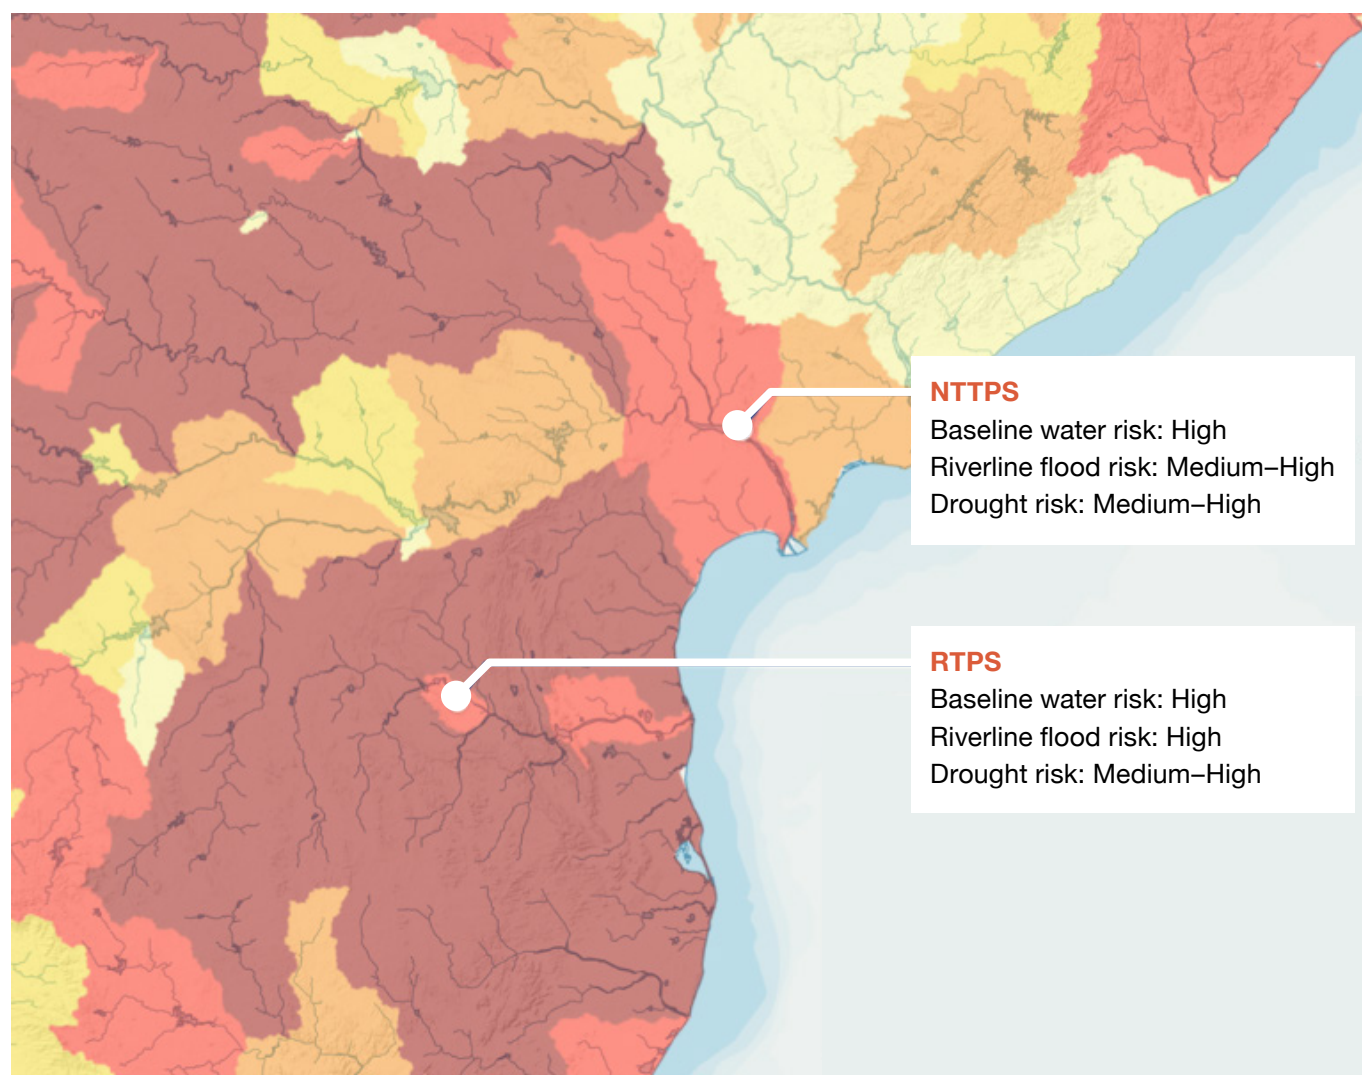 NTTPS
Baseline water risk: High
Riverline flood risk: Medium–High
Drought risk: Medium–High
RTPS
Baseline water risk: High
Riverline flood risk: High
Drought risk: Medium–High